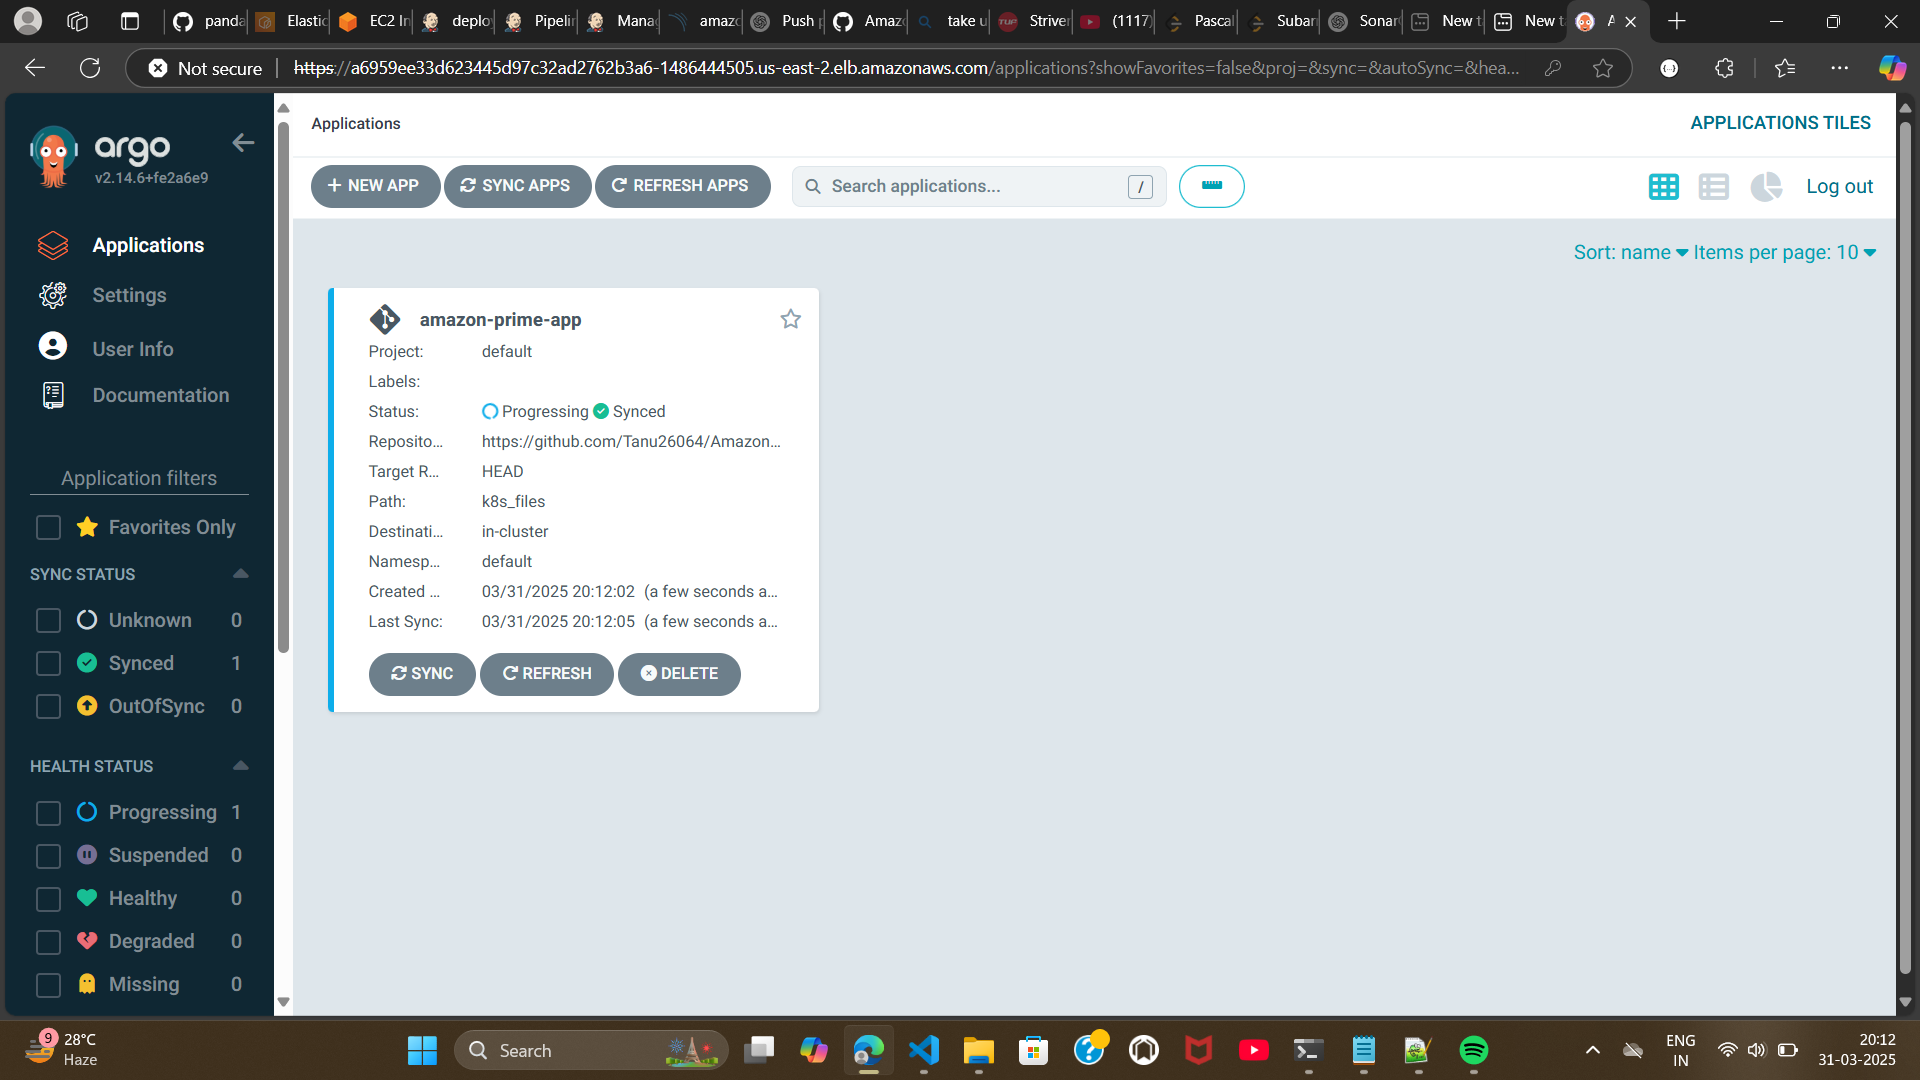 panda
Elastic
EC2 In
deploy
Pipelin
Manag
amazo
Push p
Amazo
take u
Striver
(1117)
Pascal
Subarr
Sonar
New t
New ta
Not secure
https://a6959ee33d623445d97c32ad2762b3a6-1486444505.us-east-2.elb.amazonaws.com/applications?showFavorites=false&proj=&sync=&autoSync=&hea...
argo
v2.14.6+fe2a6e9
Applications
Settings
User Info
Documentation
Application filters
Favorites Only
SYNC STATUS
Unknown 0
Synced 1
OutOfSync 0
HEALTH STATUS
Progressing 1
Suspended 0
Healthy 0
Degraded 0
Missing 0
Applications
APPLICATIONS TILES
+ NEW APP
SYNC APPS
REFRESH APPS
Search applications...
/
Log out
Sort: name
Items per page: 10
amazon-prime-app
Project: default
Labels:
Status: Progressing Synced
Reposito... https://github.com/Tanu26064/Amazon...
Target R... HEAD
Path: k8s_files
Destinati... in-cluster
Namesp... default
Created ... 03/31/2025 20:12:02 (a few seconds a...
Last Sync: 03/31/2025 20:12:05 (a few seconds a...
SYNC
REFRESH
DELETE
9
28°C
Haze
Search
ENG
IN
20:12
31-03-2025